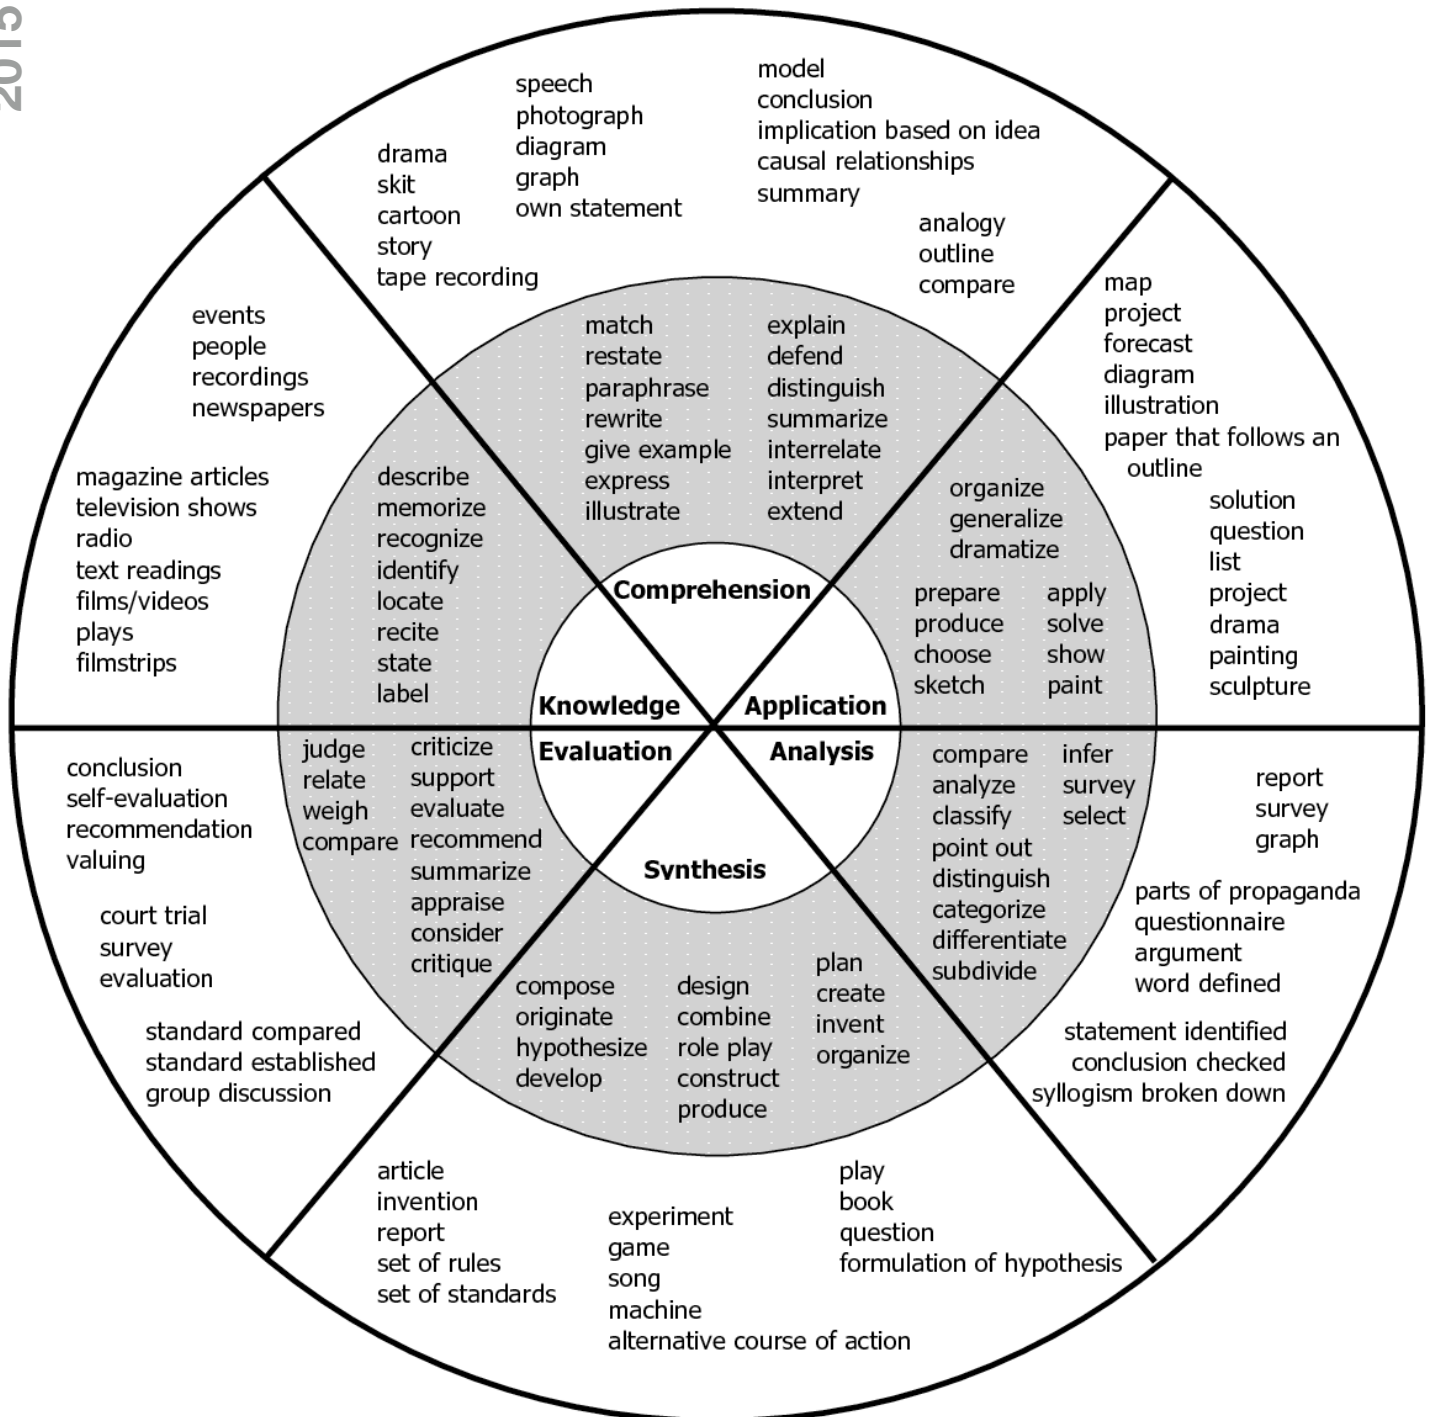 2015
speech
photograph
diagram
graph
own statement
model
conclusion
implication based on idea
causal relationships
summary
drama
skit
cartoon
story
tape recording
analogy
outline
compare
match
restate
paraphrase
rewrite
give example
express
illustrate
explain
defend
distinguish
summarize
interrelate
interpret
extend
Comprehension
map
project
forecast
diagram
illustration
paper that follows an
outline
solution
question
list
project
drama
painting
sculpture
organize
generalize
dramatize
prepare
produce
choose
sketch
apply
solve
show
paint
Application
events
people
recordings
newspapers
magazine articles
television shows
radio
text readings
films/videos
plays
filmstrips
describe
memorize
recognize
identify
locate
recite
state
label
Knowledge
Evaluation
judge
relate
weigh
compare
criticize
support
evaluate
recommend
summarize
appraise
consider
critique
conclusion
self-evaluation
recommendation
valuing
court trial
survey
evaluation
standard compared
standard established
group discussion
Analysis
compare
analyze
classify
point out
distinguish
categorize
differentiate
subdivide
infer
survey
select
report
survey
graph
parts of propaganda
questionnaire
argument
word defined
statement identified
conclusion checked
syllogism broken down
Synthesis
compose
originate
hypothesize
develop
design
combine
role play
construct
produce
plan
create
invent
organize
article
invention
report
set of rules
set of standards
experiment
game
song
machine
alternative course of action
play
book
question
formulation of hypothesis